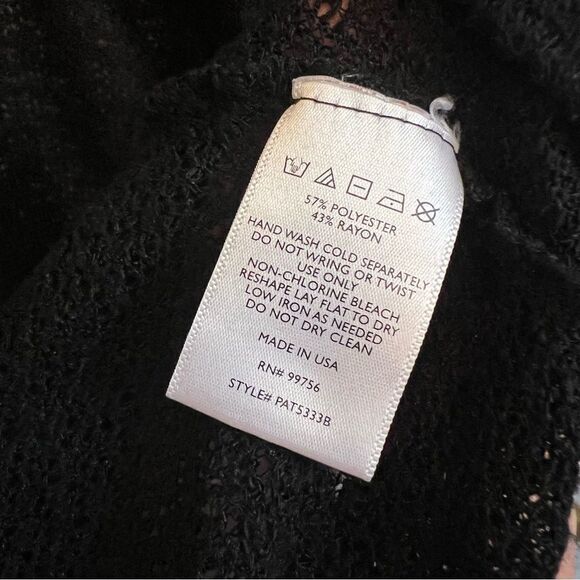 57% POLYESTER
43% RAYON
HAND WASH COLD SEPARATELY
DO NOT WRING OR TWIST
USE ONLY
NON-CHLORINE BLEACH
RESHAPE LAY FLAT TO DRY
LOW IRON AS NEEDED
DO NOT DRY CLEAN
MADE IN USA
RN# 99756
STYLE# PAT5333B